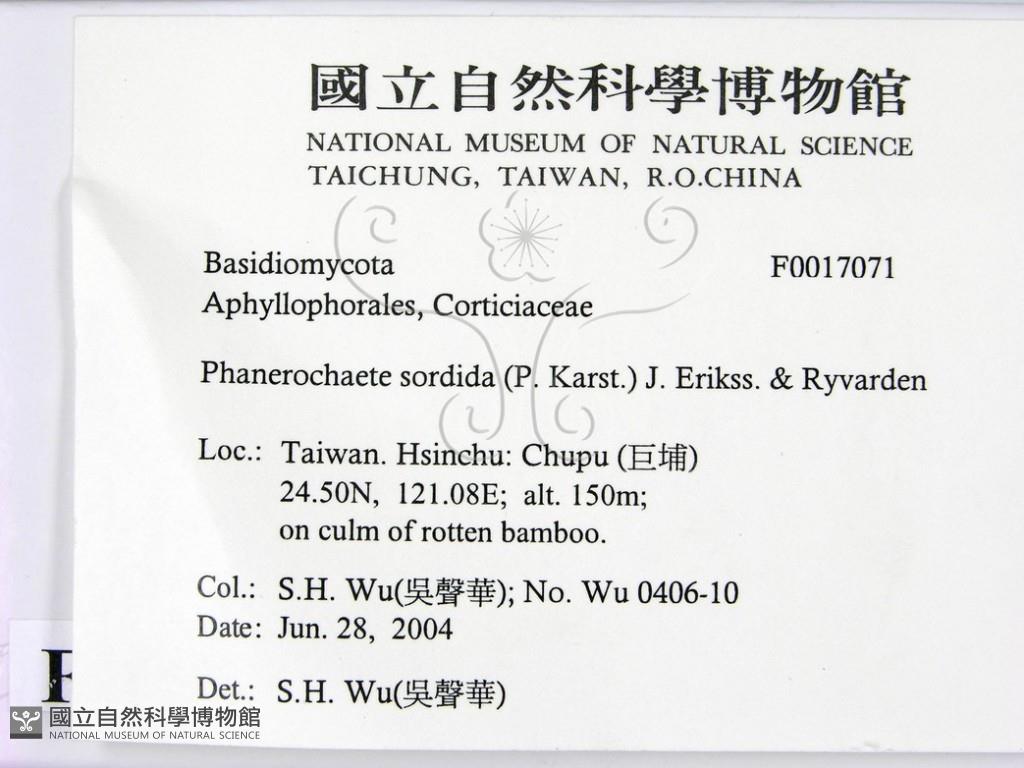 國立自然科學博物館
NATIONAL MUSEUM OF NATURAL SCIENCE
TAICHUNG, TAIWAN, R.O.CHINA
Basidiomycota F0017071
Aphyllophorales, Corticiaceae
Phanerochaete sordida (P. Karst.) J. Erikss. & Ryvarden
Loc.: Taiwan. Hsinchu: Chupu (巨埔)
24.50N, 121.08E; alt. 150m;
on culm of rotten bamboo.
Col.: S.H. Wu(吳聲華); No. Wu 0406-10
Date: Jun. 28, 2004
Det.: S.H. Wu(吳聲華)
國立自然科學博物館
NATIONAL MUSEUM OF NATURAL SCIENCE